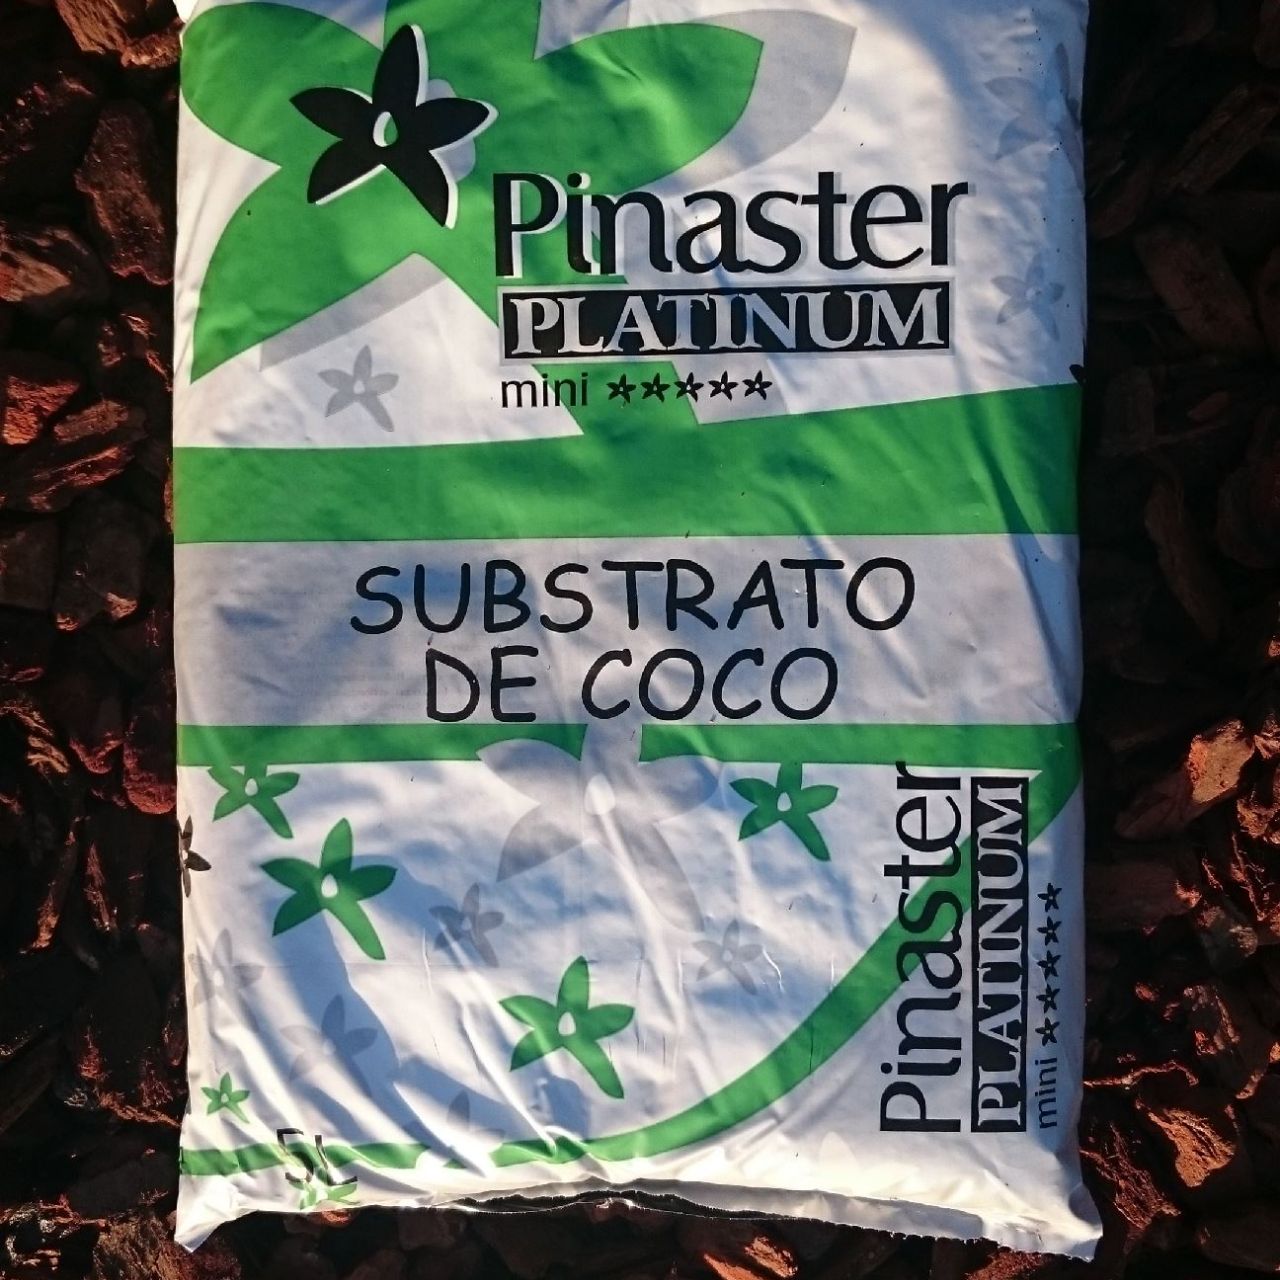 Pinaster
PLATINUM
mini
SUBSTRATO
DE COCO
Pinaster
PLATINUM
mini
5L